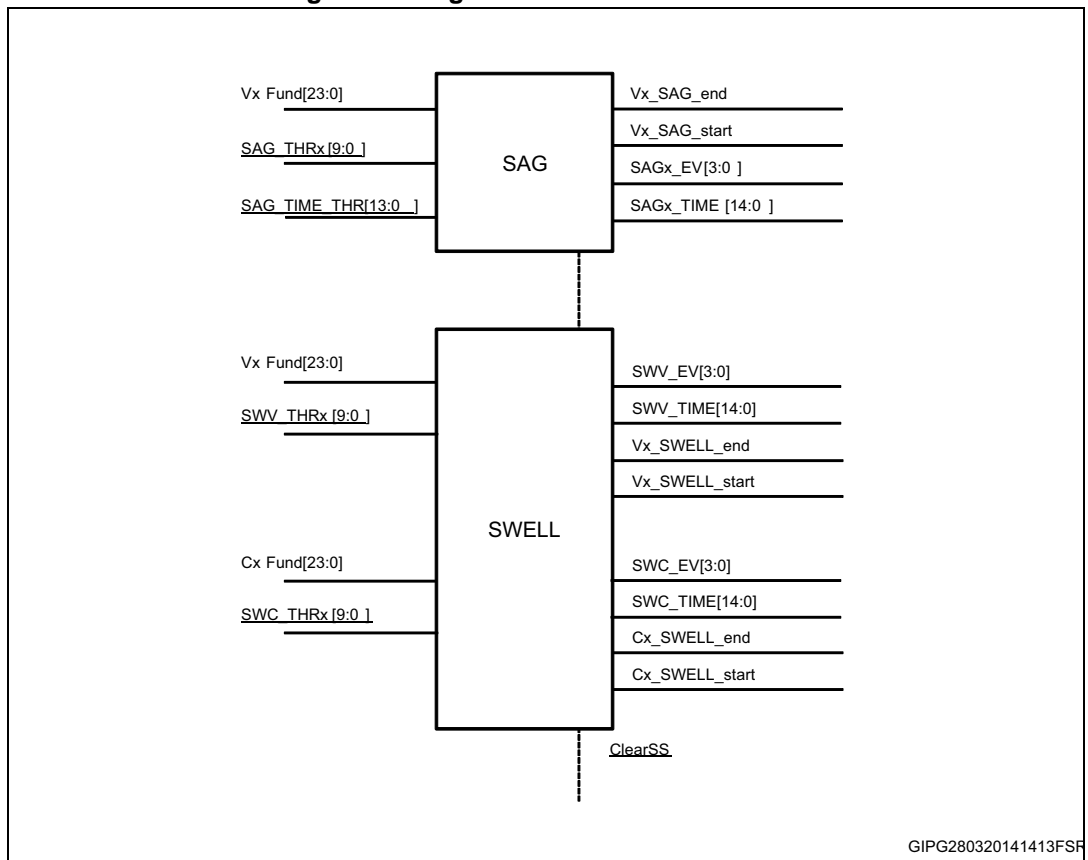 Vx Fund[23:0]
SAG_THRx [9:0 ]
SAG_TIME_THR[13:0 ]
SAG
Vx_SAG_end
Vx_SAG_start
SAGx_EV[3:0 ]
SAGx_TIME [14:0 ]
Vx Fund[23:0]
SWV_THRx [9:0 ]
Cx Fund[23:0]
SWC_THRx [9:0 ]
SWELL
SWV_EV[3:0]
SWV_TIME[14:0]
Vx_SWELL_end
Vx_SWELL_start
SWC_EV[3:0]
SWC_TIME[14:0]
Cx_SWELL_end
Cx_SWELL_start
ClearSS